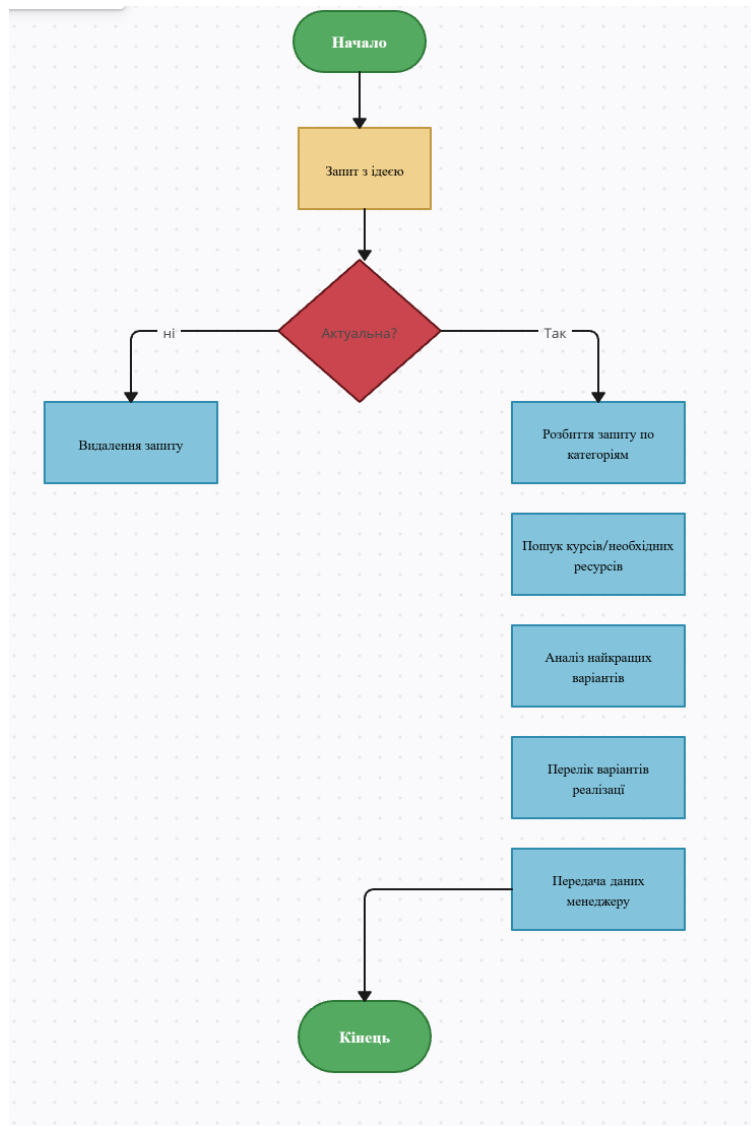 Начало
Запит з ідеєю
Актуальна?
ні
Так
Видалення запиту
Розбиття запиту по
категоріям
Пошук курсів/необхідних
ресурсів
Аналіз найкращих
варіантів
Перелік варіантів
реалізації
Передача даних
менеджеру
Кінець